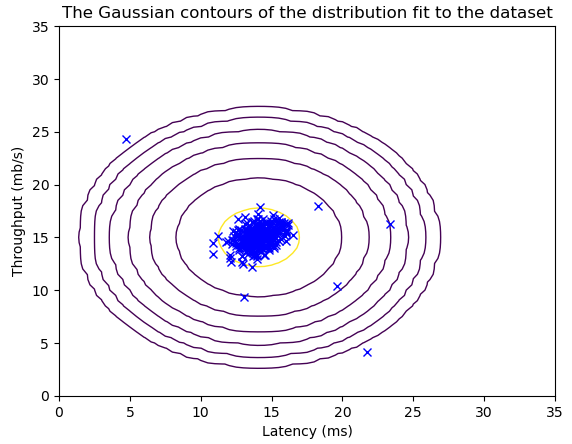 The Gaussian contours of the distribution fit to the dataset
35
30
25
20
15
10
5
0
Throughput (mb/s)
0 5 10 15 20 25 30 35
Latency (ms)